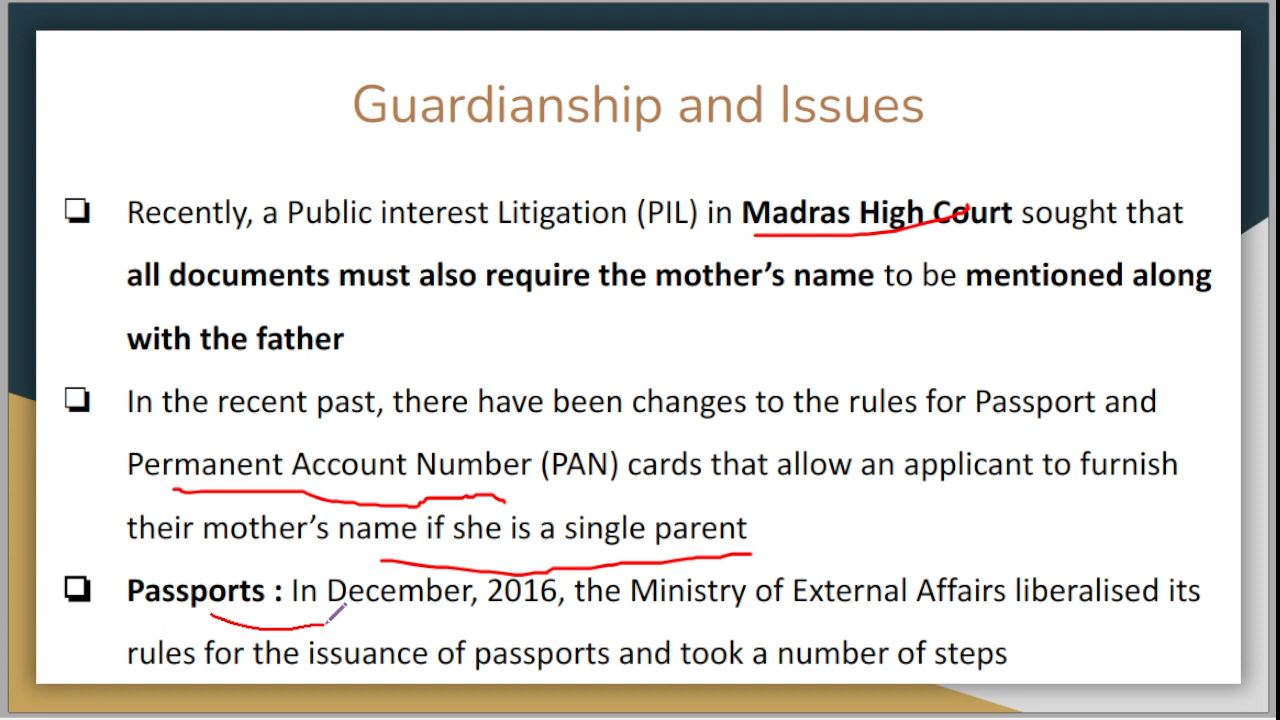 Guardianship and Issues
❏ Recently, a Public interest Litigation (PIL) in Madras High Court sought that
all documents must also require the mother’s name to be mentioned along
with the father
❏ In the recent past, there have been changes to the rules for Passport and
Permanent Account Number (PAN) cards that allow an applicant to furnish
their mother’s name if she is a single parent
❏ Passports : In December, 2016, the Ministry of External Affairs liberalised its
rules for the issuance of passports and took a number of steps